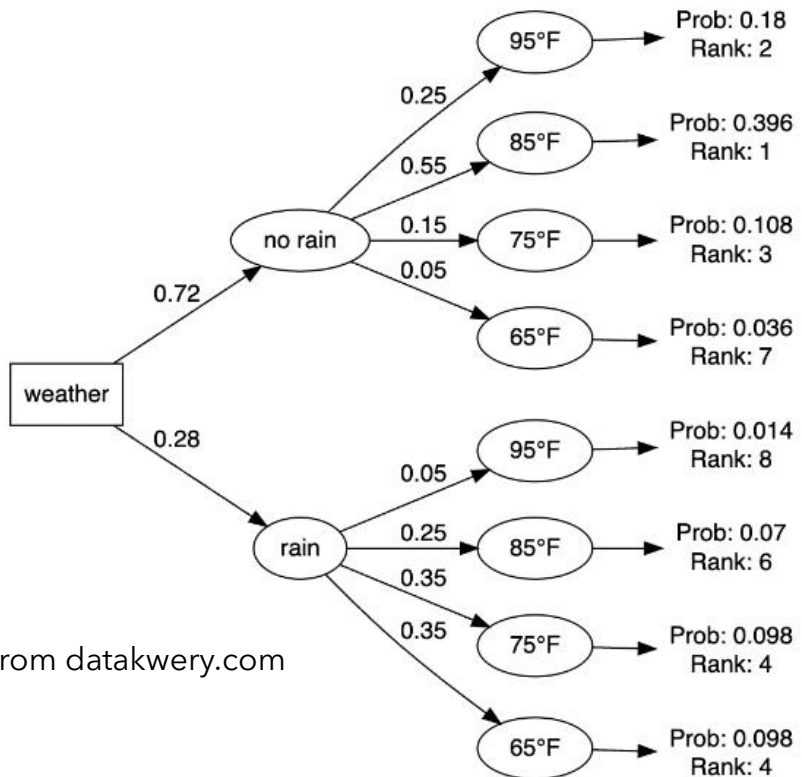 95°F
Prob: 0.18
Rank: 2
0.25
85°F
Prob: 0.396
Rank: 1
0.55
no rain
0.15
75°F
Prob: 0.108
Rank: 3
0.05
0.72
65°F
Prob: 0.036
Rank: 7
weather
0.28
95°F
Prob: 0.014
Rank: 8
0.05
rain
0.25
85°F
Prob: 0.07
Rank: 6
0.35
75°F
Prob: 0.098
Rank: 4
0.35
rom datakwery.com
65°F
Prob: 0.098
Rank: 4